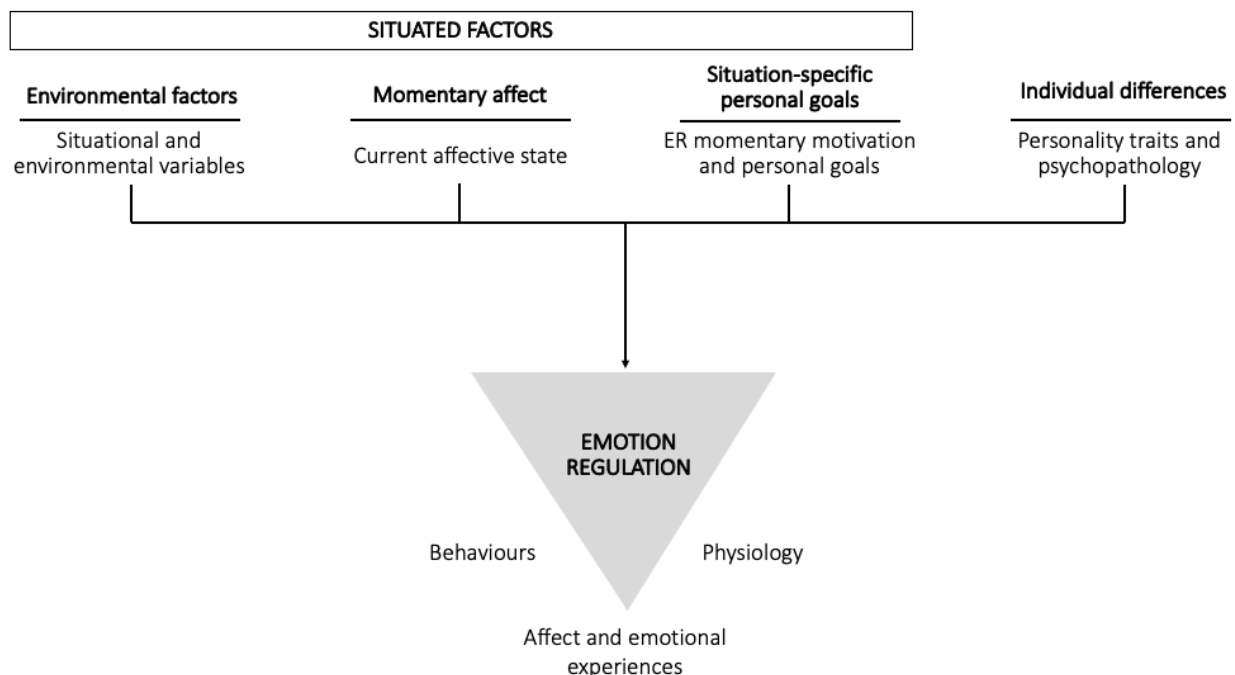 SITUATED FACTORS
Environmental factors
Situational and
environmental variables
Momentary affect
Current affective state
Situation-specific
personal goals
ER momentary motivation
and personal goals
Individual differences
Personality traits and
psychopathology
EMOTION
REGULATION
Behaviours
Physiology
Affect and emotional
experiences